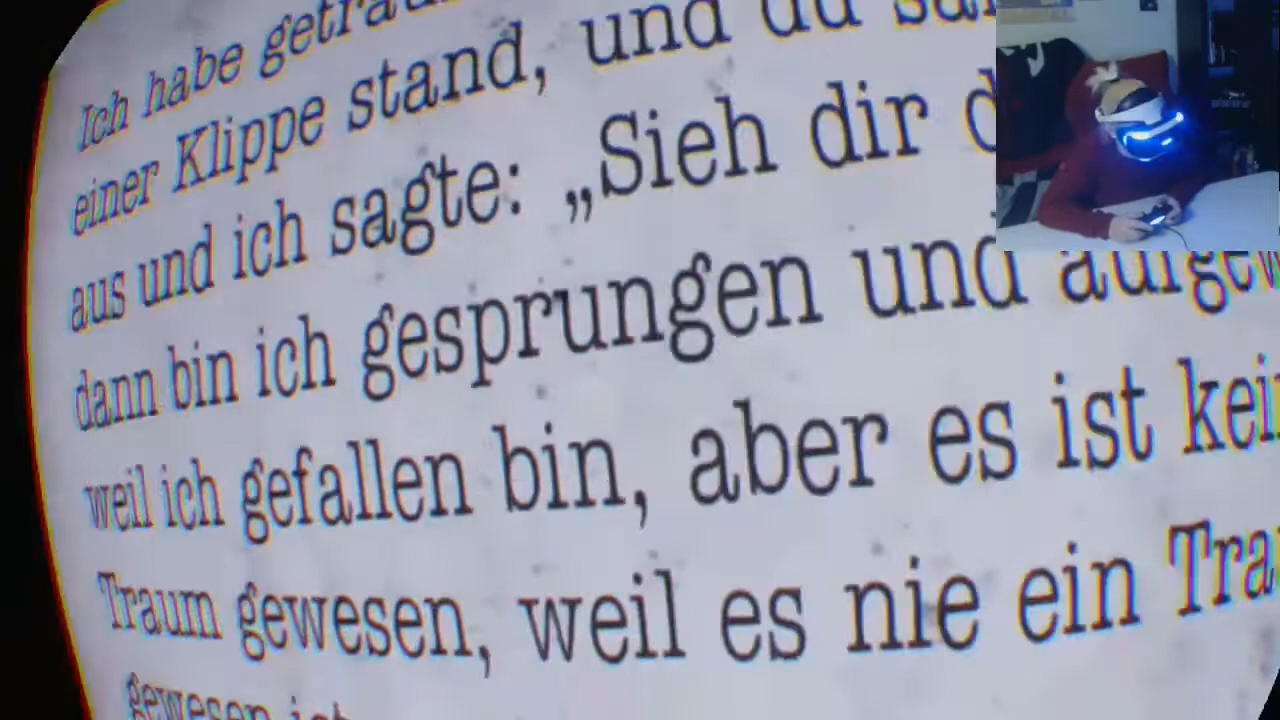 Ich habe
einer Klippe stand, und du
aus und ich sagte: „Sieh dir
dann bin ich gesprungen und
weil ich gefallen bin, aber es ist
Traum gewesen, weil es nie ein
gewesen